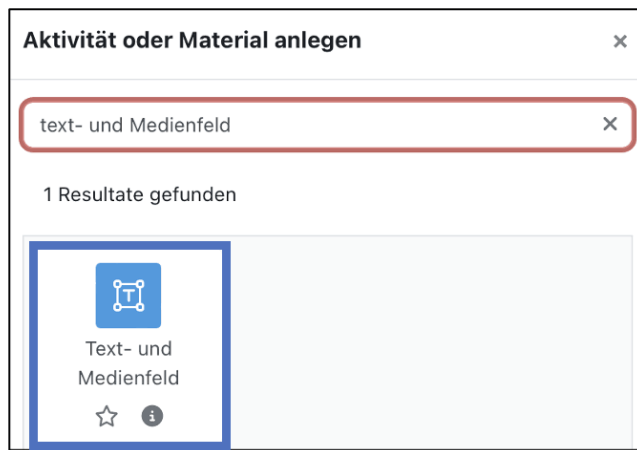 Aktivität oder Material anlegen
text- und Medienfeld
1 Resultate gefunden
Text- und
Medienfeld